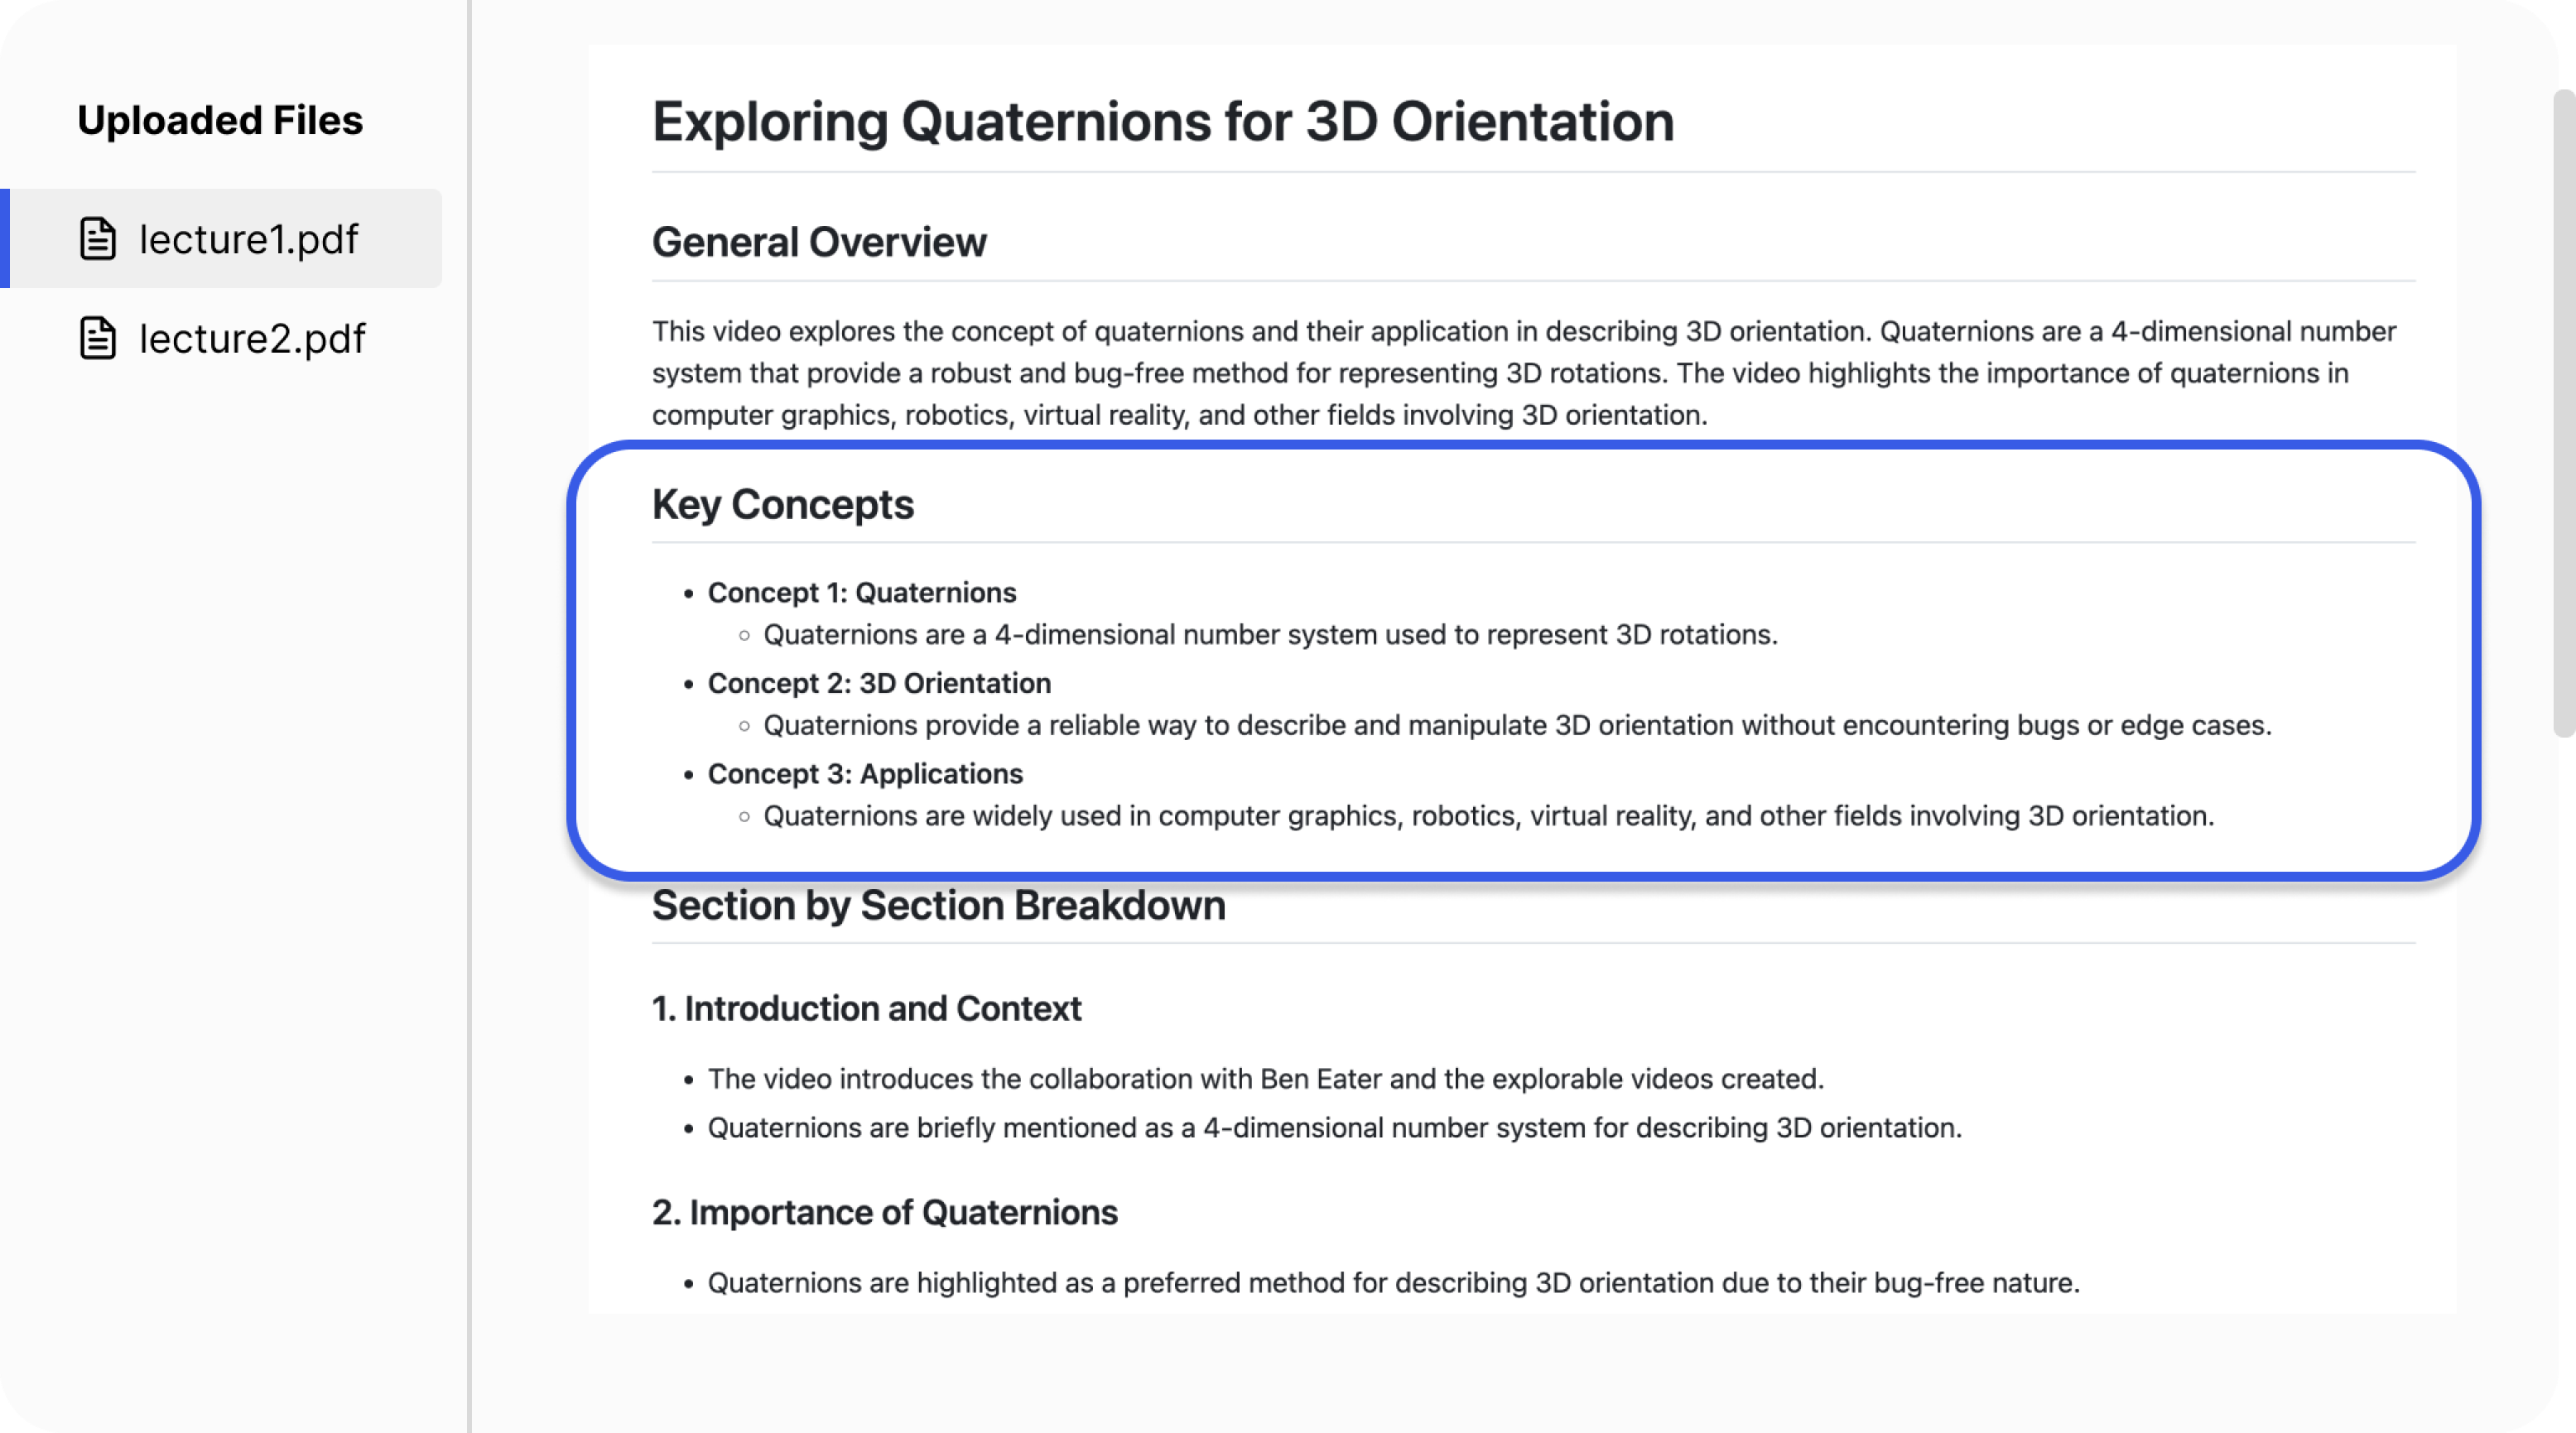 Uploaded Files
lecture1.pdf
lecture2.pdf
Exploring Quaternions for 3D Orientation
General Overview
This video explores the concept of quaternions and their application in describing 3D orientation. Quaternions are a 4-dimensional number
system that provide a robust and bug-free method for representing 3D rotations. The video highlights the importance of quaternions in
computer graphics, robotics, virtual reality, and other fields involving 3D orientation.
Key Concepts
• Concept 1: Quaternions
◦ Quaternions are a 4-dimensional number system used to represent 3D rotations.
• Concept 2: 3D Orientation
◦ Quaternions provide a reliable way to describe and manipulate 3D orientation without encountering bugs or edge cases.
• Concept 3: Applications
◦ Quaternions are widely used in computer graphics, robotics, virtual reality, and other fields involving 3D orientation.
Section by Section Breakdown
1. Introduction and Context
• The video introduces the collaboration with Ben Eater and the explorable videos created.
• Quaternions are briefly mentioned as a 4-dimensional number system for describing 3D orientation.
2. Importance of Quaternions
• Quaternions are highlighted as a preferred method for describing 3D orientation due to their bug-free nature.